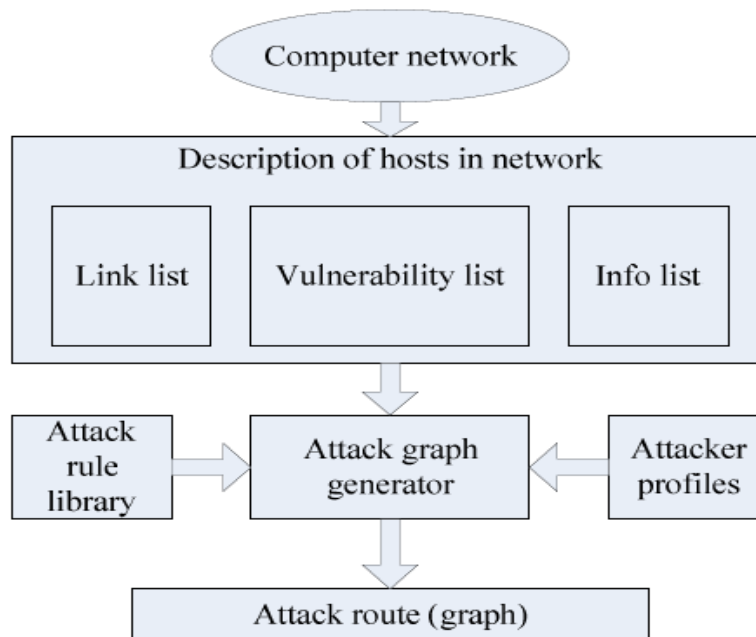 Computer network
Description of hosts in network
Link list
Vulnerability list
Info list
Attack
rule
library
Attack graph
generator
Attacker
profiles
Attack route (graph)